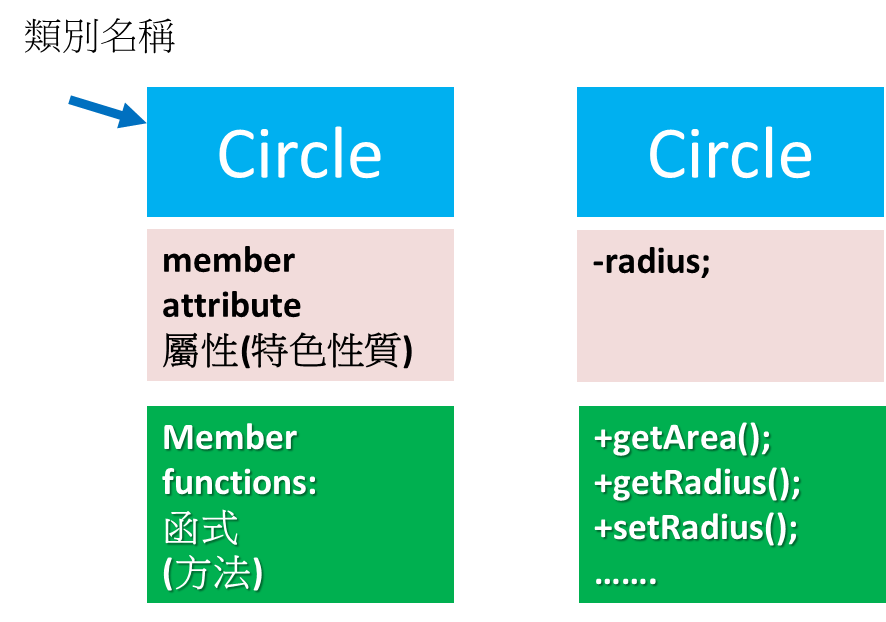 類別名稱
Circle
member
attribute
屬性(特色性質)
Member
functions:
函式
(方法)
Circle
-radius;
+getArea();
+getRadius();
+setRadius();
…….